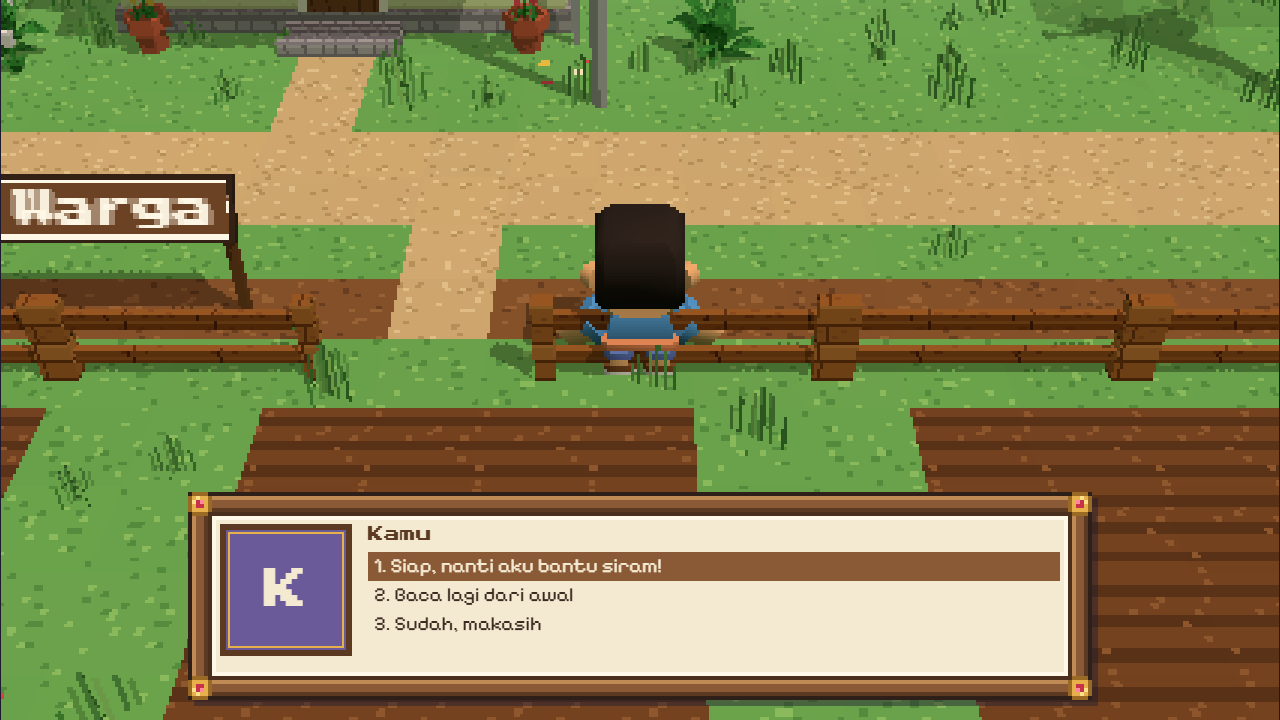 Warga
Kamu
K
1. Siap, nanti aku bantu siram!
2. Baca lagi dari awal
3. Sudah, makasih